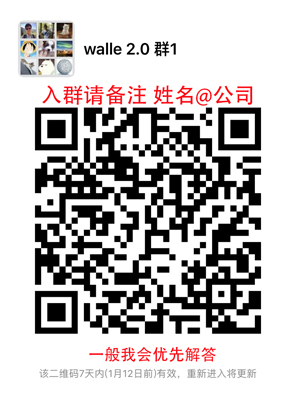 walle 2.0 群1
入群请备注 姓名@公司
一般我会优先解答
该二维码7天内(1月12日前)有效，重新进入将更新